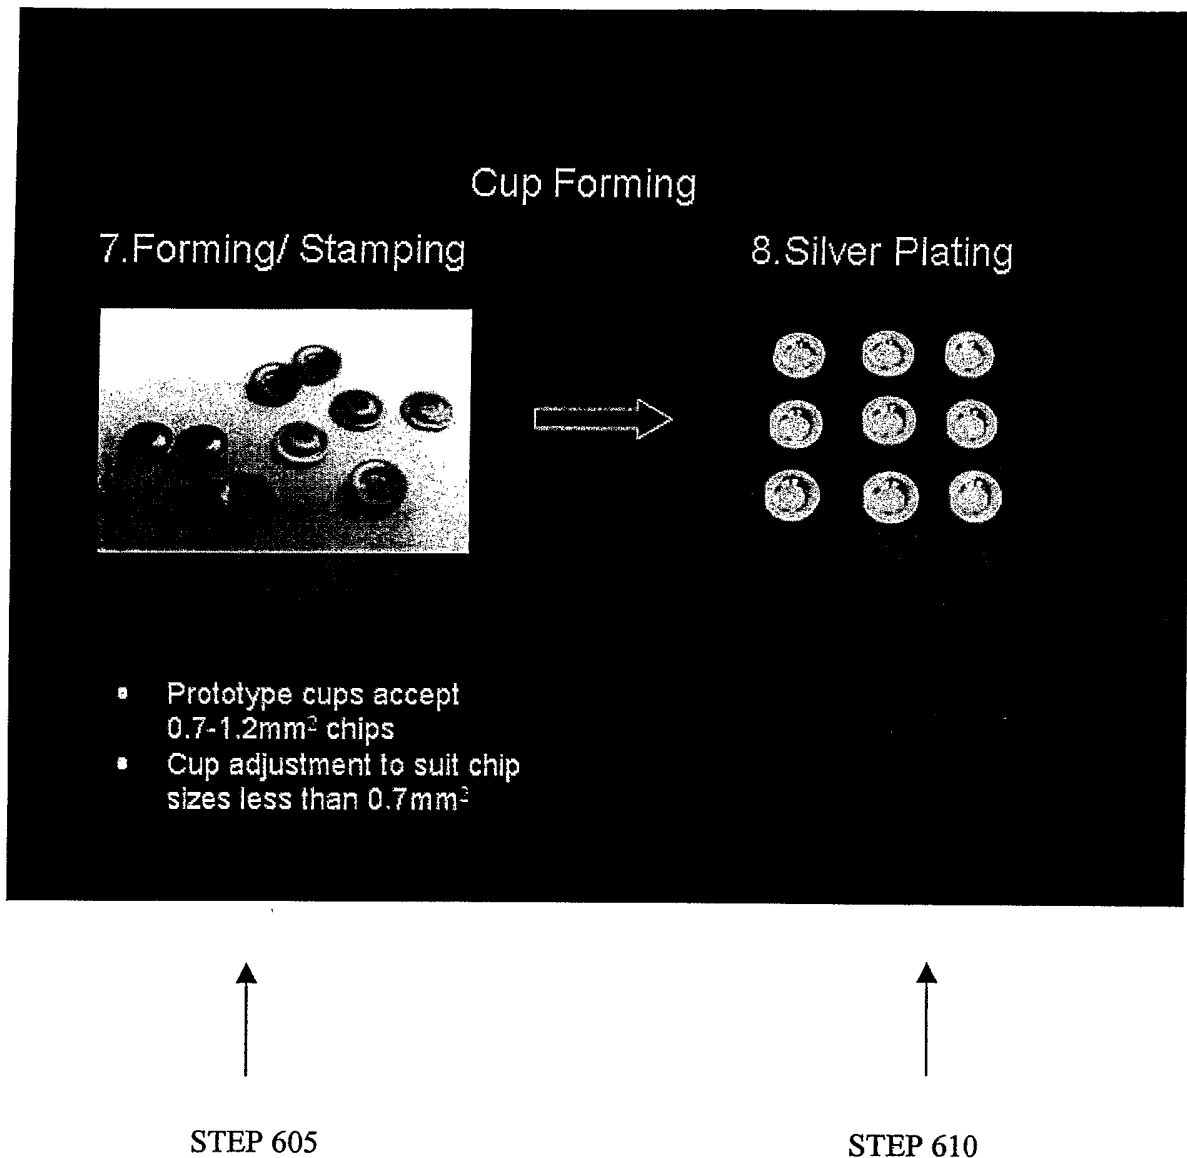 Cup Forming
7.Forming/ Stamping
8.Silver Plating
▪ Prototype cups accept
0.7-1.2mm² chips
▪ Cup adjustment to suit chip
sizes less than 0.7mm²
STEP 605
STEP 610